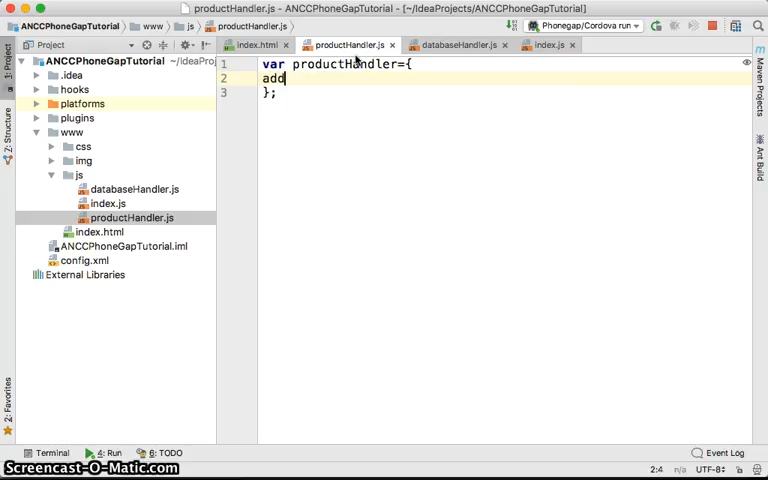 productHandler.js - ANCCPhoneGapTutorial - [~/IdeaProjects/ANCCPhoneGapTutorial]
ANCCPhoneGapTutorial www js productHandler.js Phonegap/Cordova run
Project index.html productHandler.js databaseHandler.js index.js
ANCCPhoneGapTutorial ~/IdeaProj
.idea
hooks
platforms
plugins
www
css
img
js
databaseHandler.js
index.js
productHandler.js
index.html
ANCCPhoneGapTutorial.iml
config.xml
External Libraries
1: Project
7: Structure
2: Favorites
1 var productHandler={
2 add
3 };
Maven Projects
Ant Build
Terminal 4: Run 6: TODO Event Log
2:4 n/a UTF-8
Screencast-O-Matic.com